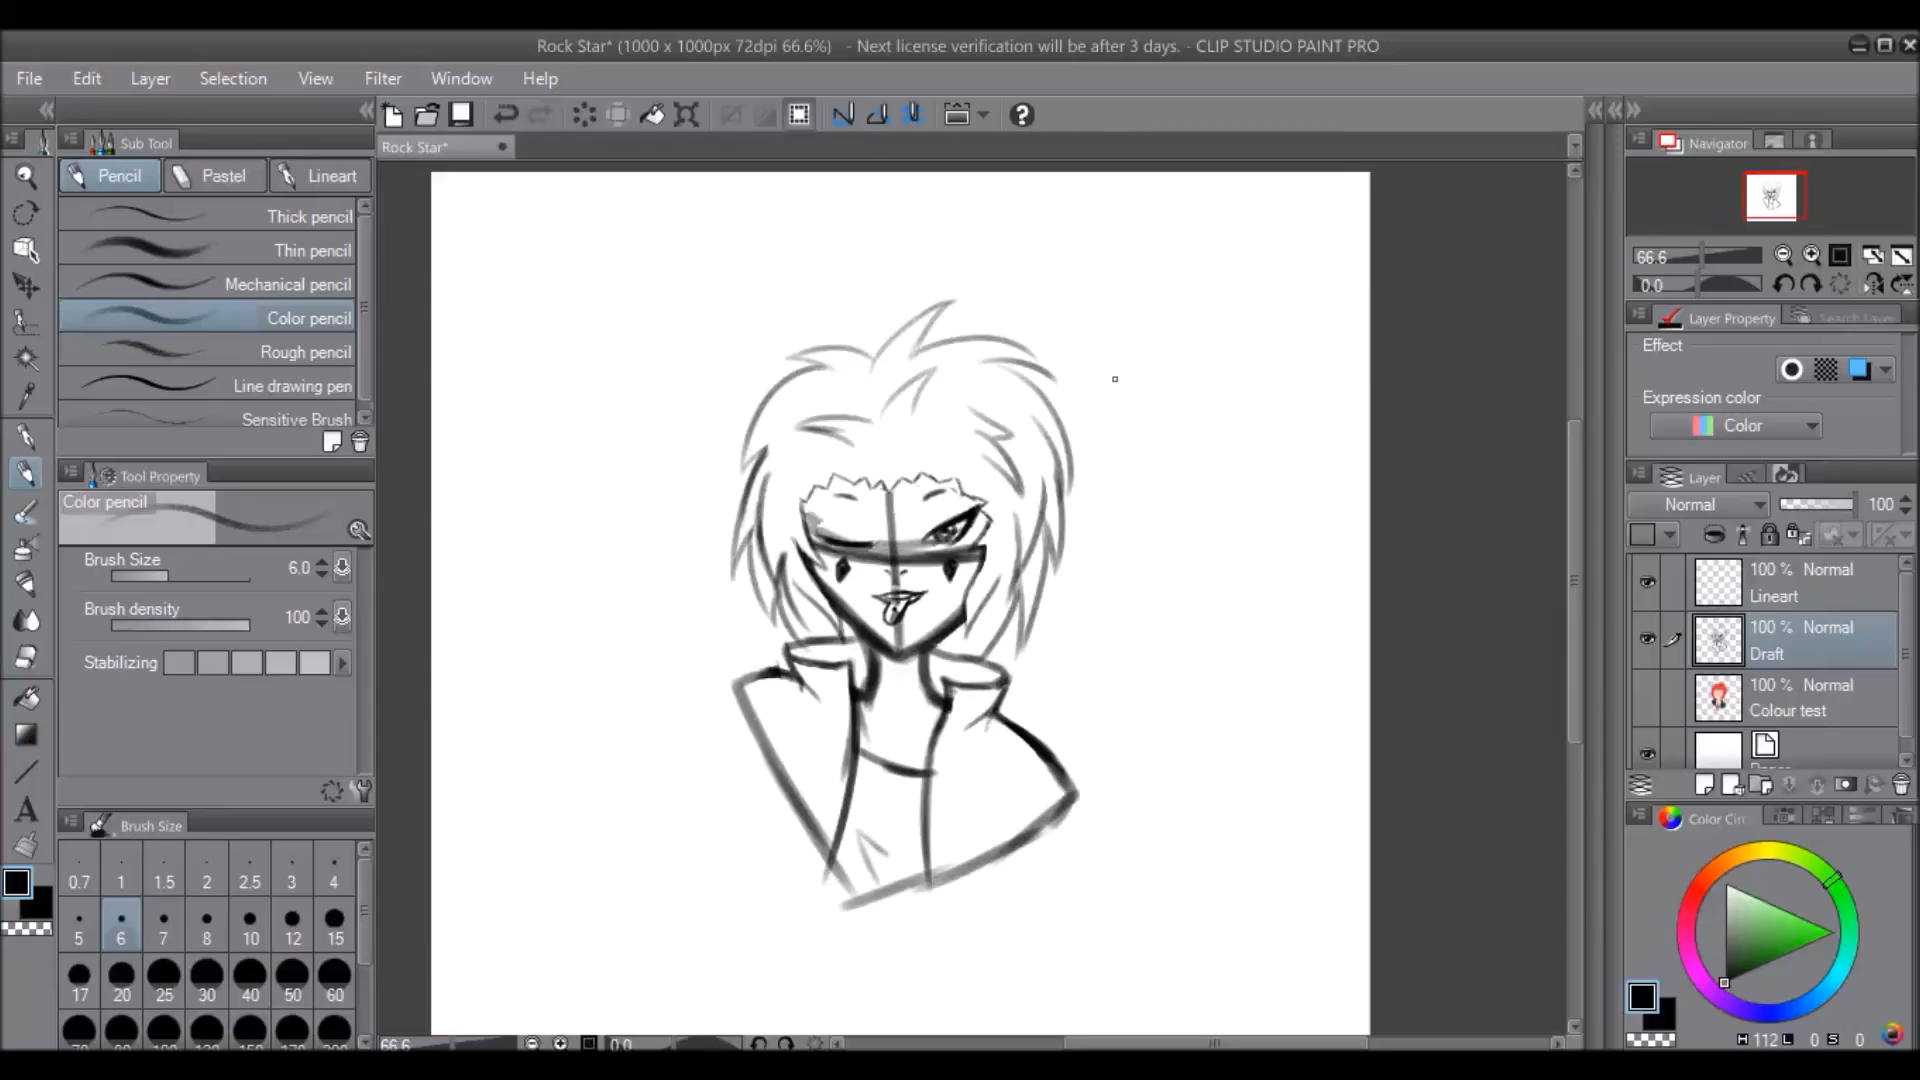 Rock Star* (1000 x 1000px 72dpi 66.6%) - Next license verification will be after 3 days. - CLIP STUDIO PAINT PRO
File Edit Layer Selection View Filter Window Help
Sub Tool
Rock Star*
Navigator
Pencil Pastel Lineart
Thick pencil
Thin pencil
Mechanical pencil
Color pencil
Rough pencil
Line drawing pen
Sensitive Brush
66.6
0.0
Layer Property Search Layer
Effect
Expression color
Color
Tool Property
Color pencil
Brush Size 6.0
Brush density 100
Stabilizing
Layer
Normal 100
100 % Normal
Lineart
100 % Normal
Draft
100 % Normal
Colour test
Brush Size
0.7 1 1.5 2 2.5 3 4
5 6 7 8 10 12 15
17 20 25 30 40 50 60
Color Cir
66.6 0.0
H 112 L 0 S 0